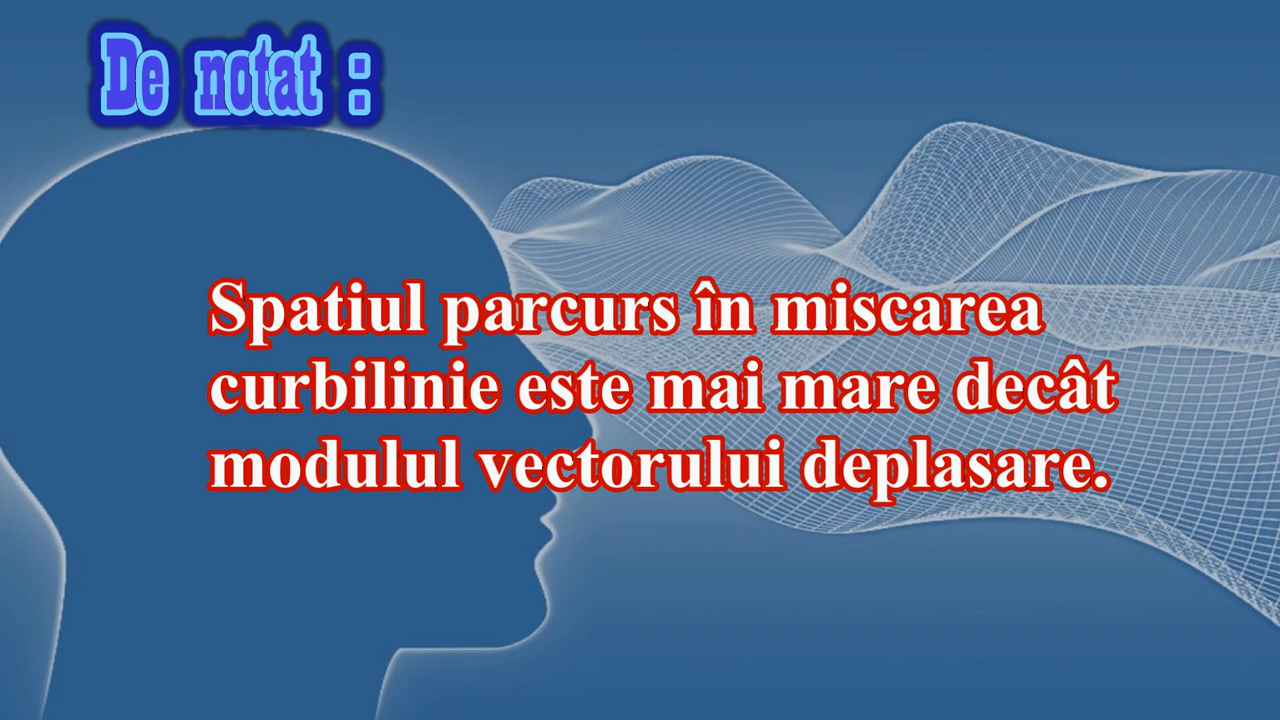 De notat :
Spatiul parcurs în miscarea
curbilinie este mai mare decât
modulul vectorului deplasare.